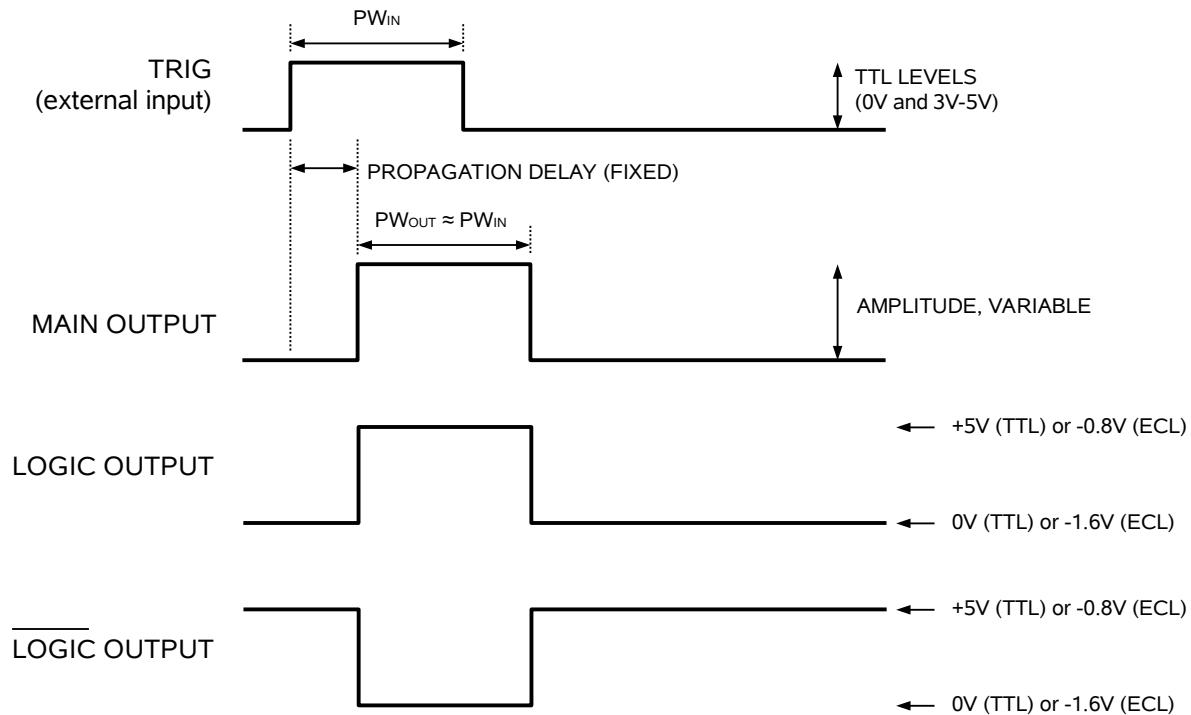 PWIN
TRIG
(external input)
TTL LEVELS
(0V and 3V-5V)
PROPAGATION DELAY (FIXED)
PWOUT ≈ PWIN
MAIN OUTPUT
AMPLITUDE, VARIABLE
+5V (TTL) or -0.8V (ECL)
LOGIC OUTPUT
0V (TTL) or -1.6V (ECL)
+5V (TTL) or -0.8V (ECL)
LOGIC OUTPUT
0V (TTL) or -1.6V (ECL)